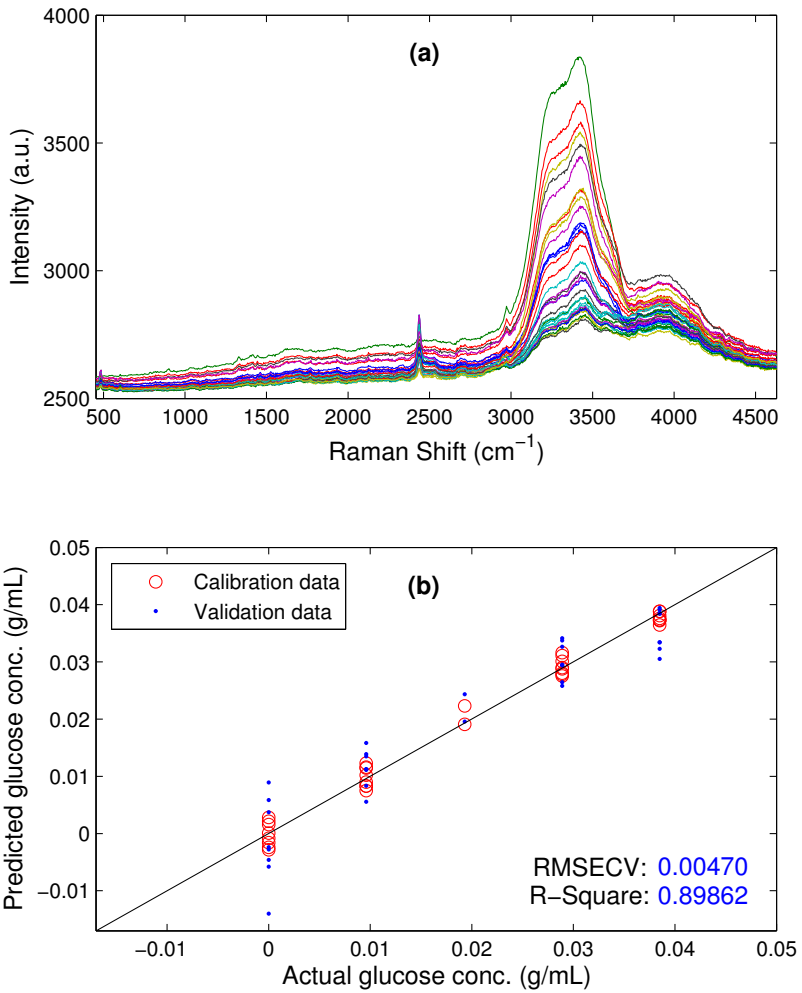 (a)
4000
3500
3000
2500
Intensity (a.u.)
500 1000 1500 2000 2500 3000 3500 4000 4500
Raman Shift (cm⁻¹)
(b)
Calibration data
Validation data
0.05
0.04
0.03
0.02
0.01
0
−0.01
Predicted glucose conc. (g/mL)
RMSECV: 0.00470
R−Square: 0.89862
−0.01 0 0.01 0.02 0.03 0.04 0.05
Actual glucose conc. (g/mL)